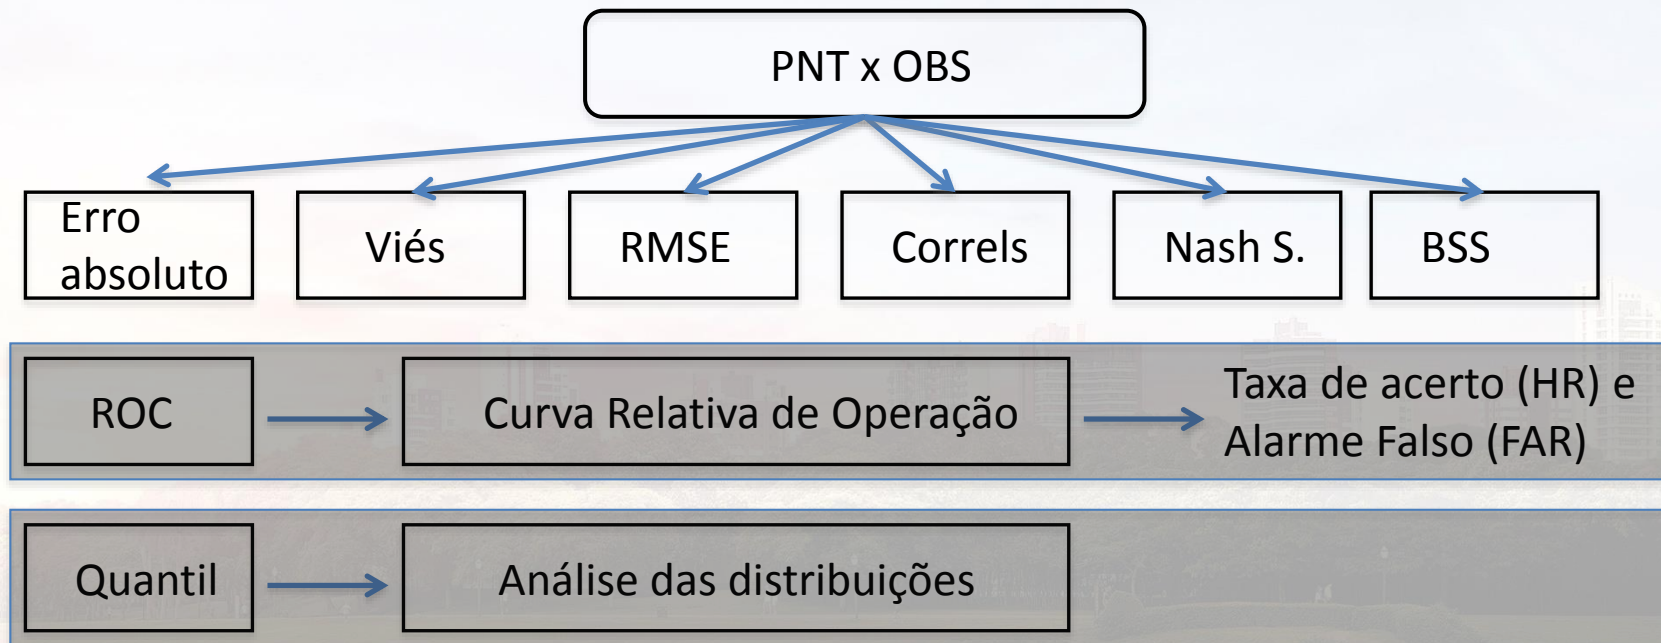 PNT x OBS
Erro
absoluto
Viés
RMSE
Correls
Nash S.
BSS
ROC
Curva Relativa de Operação
Taxa de acerto (HR) e
Alarme Falso (FAR)
Quantil
Análise das distribuições